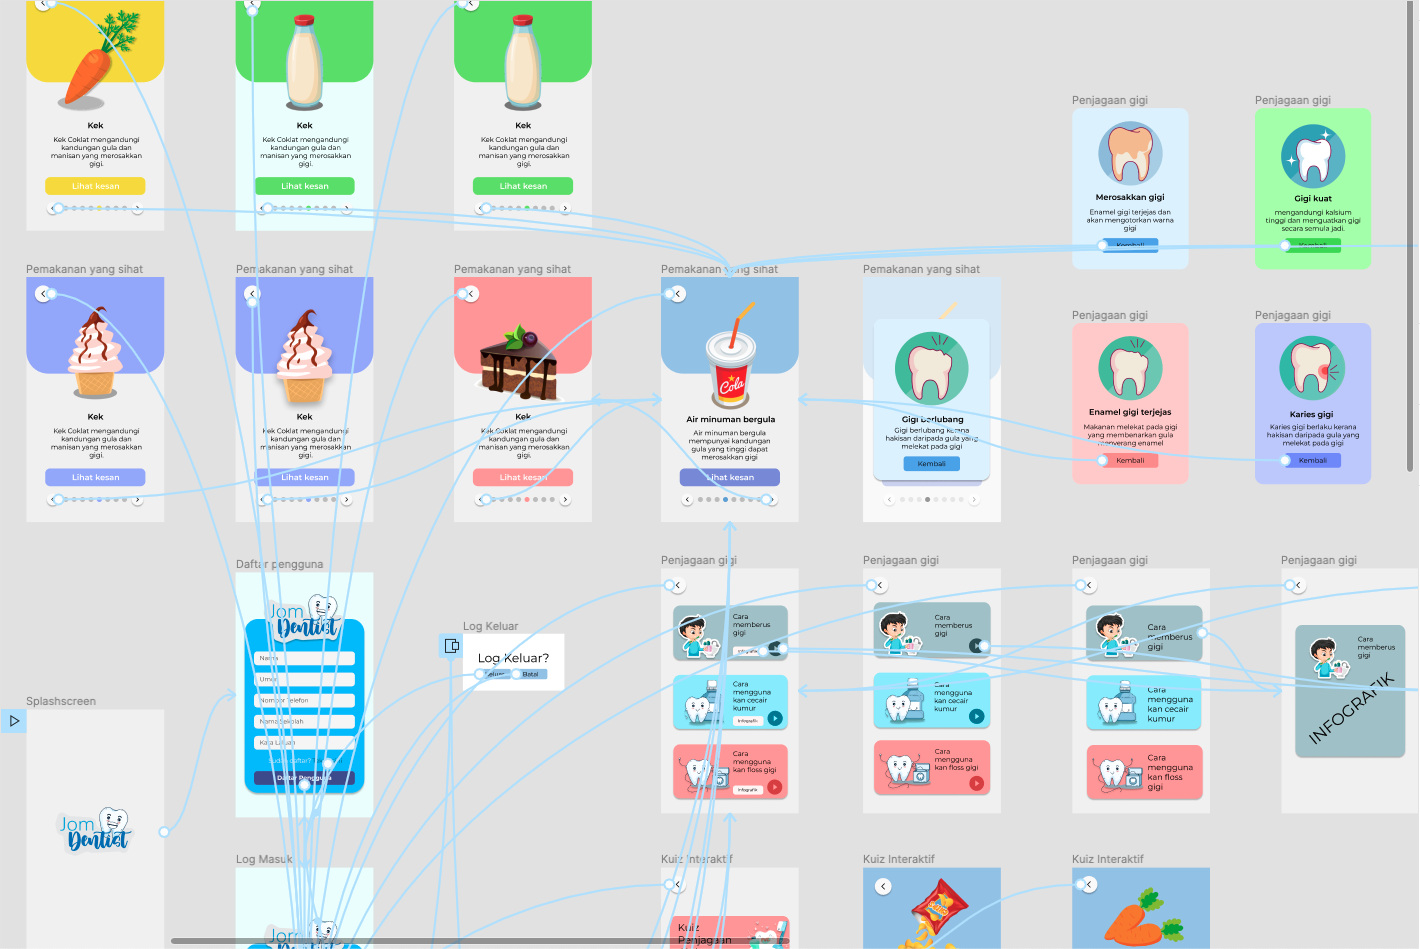 Kek
Kek Coklat mengandungi
kandungan gula dan
manisan yang merosakkan
gigi.
Lihat kesan
Kek
Kek Coklat mengandungi
kandungan gula dan
manisan yang merosakkan
gigi.
Lihat kesan
Kek
Kek Coklat mengandungi
kandungan gula dan
manisan yang merosakkan
gigi.
Lihat kesan
Penjagaan gigi
Merosakkan gigi
Enamel gigi terjejas dan
akan mengotorkan warna
gigi
Kembali
Penjagaan gigi
Gigi kuat
mengandungi kalsium
tinggi dan menguatkan gigi
secara semula jadi.
Kembali
Pemakanan yang sihat
Kek
Kek Coklat mengandungi
kandungan gula dan
manisan yang merosakkan
gigi.
Lihat kesan
Pemakanan yang sihat
Kek
Kek Coklat mengandungi
kandungan gula dan
manisan yang merosakkan
gigi.
Lihat kesan
Pemakanan yang sihat
Kek
Kek Coklat mengandungi
kandungan gula dan
manisan yang merosakkan
gigi.
Lihat kesan
Pemakanan yang sihat
Cola
Air minuman bergula
Air minuman bergula
mempunyai kandungan
gula yang tinggi dapat
merosakkan gigi
Lihat kesan
Pemakanan yang sihat
Gigi berlubang
Gigi berlubang kerana
hakisan daripada gula yang
melekat pada gigi
Kembali
Penjagaan gigi
Enamel gigi terjejas
Makanan melekat pada gigi
yang membenarkan gula
menyerang enamel
Kembali
Penjagaan gigi
Karies gigi
Karies gigi berlaku kerana
hakisan daripada gula yang
melekat pada gigi
Kembali
Splashscreen
Jom
Dentist
Daftar pengguna
Jom
Dentist
Nama
Umur
Nombor Telefon
Nama Sekolah
Kata Laluan
Sudah daftar?
Daftar Pengguna
Log Keluar
Log Keluar?
Keluar
Batal
Penjagaan gigi
Cara
memberus
gigi
Infografik
Cara
mengguna
kan cecair
kumur
Infografik
Cara
mengguna
kan floss gigi
Infografik
Penjagaan gigi
Cara
memberus
gigi
Cara
mengguna
kan cecair
kumur
Cara
mengguna
kan floss gigi
Penjagaan gigi
Cara
memberus
gigi
Cara
mengguna
kan cecair
kumur
Cara
mengguna
kan floss
gigi
Penjagaan gigi
Cara
memberus
gigi
INFOGRAFIK
Log Masuk
Jom
Kuiz Interaktif
Kuiz
Penjagaan
Kuiz Interaktif
Kuiz Interaktif